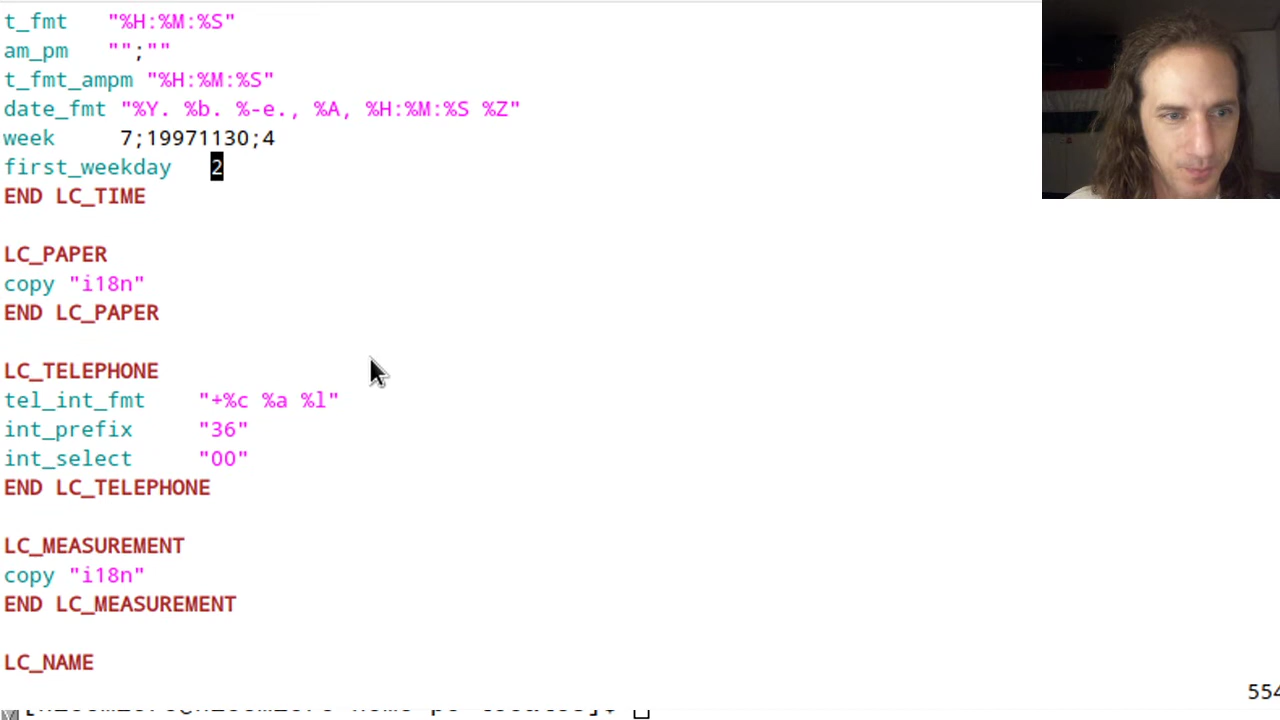 t_fmt   "%H:%M:%S"
am_pm   "";""
t_fmt_ampm "%H:%M:%S"
date_fmt "%Y. %b. %-e., %A, %H:%M:%S %Z"
week     7;19971130;4
first_weekday   2
END LC_TIME
LC_PAPER
copy "i18n"
END LC_PAPER
LC_TELEPHONE
tel_int_fmt    "+%c %a %l"
int_prefix     "36"
int_select     "00"
END LC_TELEPHONE
LC_MEASUREMENT
copy "i18n"
END LC_MEASUREMENT
LC_NAME
554